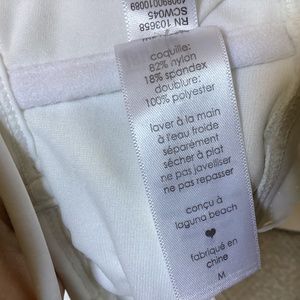 RN 103658
SCW045
coquille:
82% nylon
18% spandex
doublure:
100% polyester
laver à la main
à l'eau froide
séparément
sécher à plat
ne pas javelliser
ne pas repasser
conçu à
laguna beach
fabriqué en
chine
M